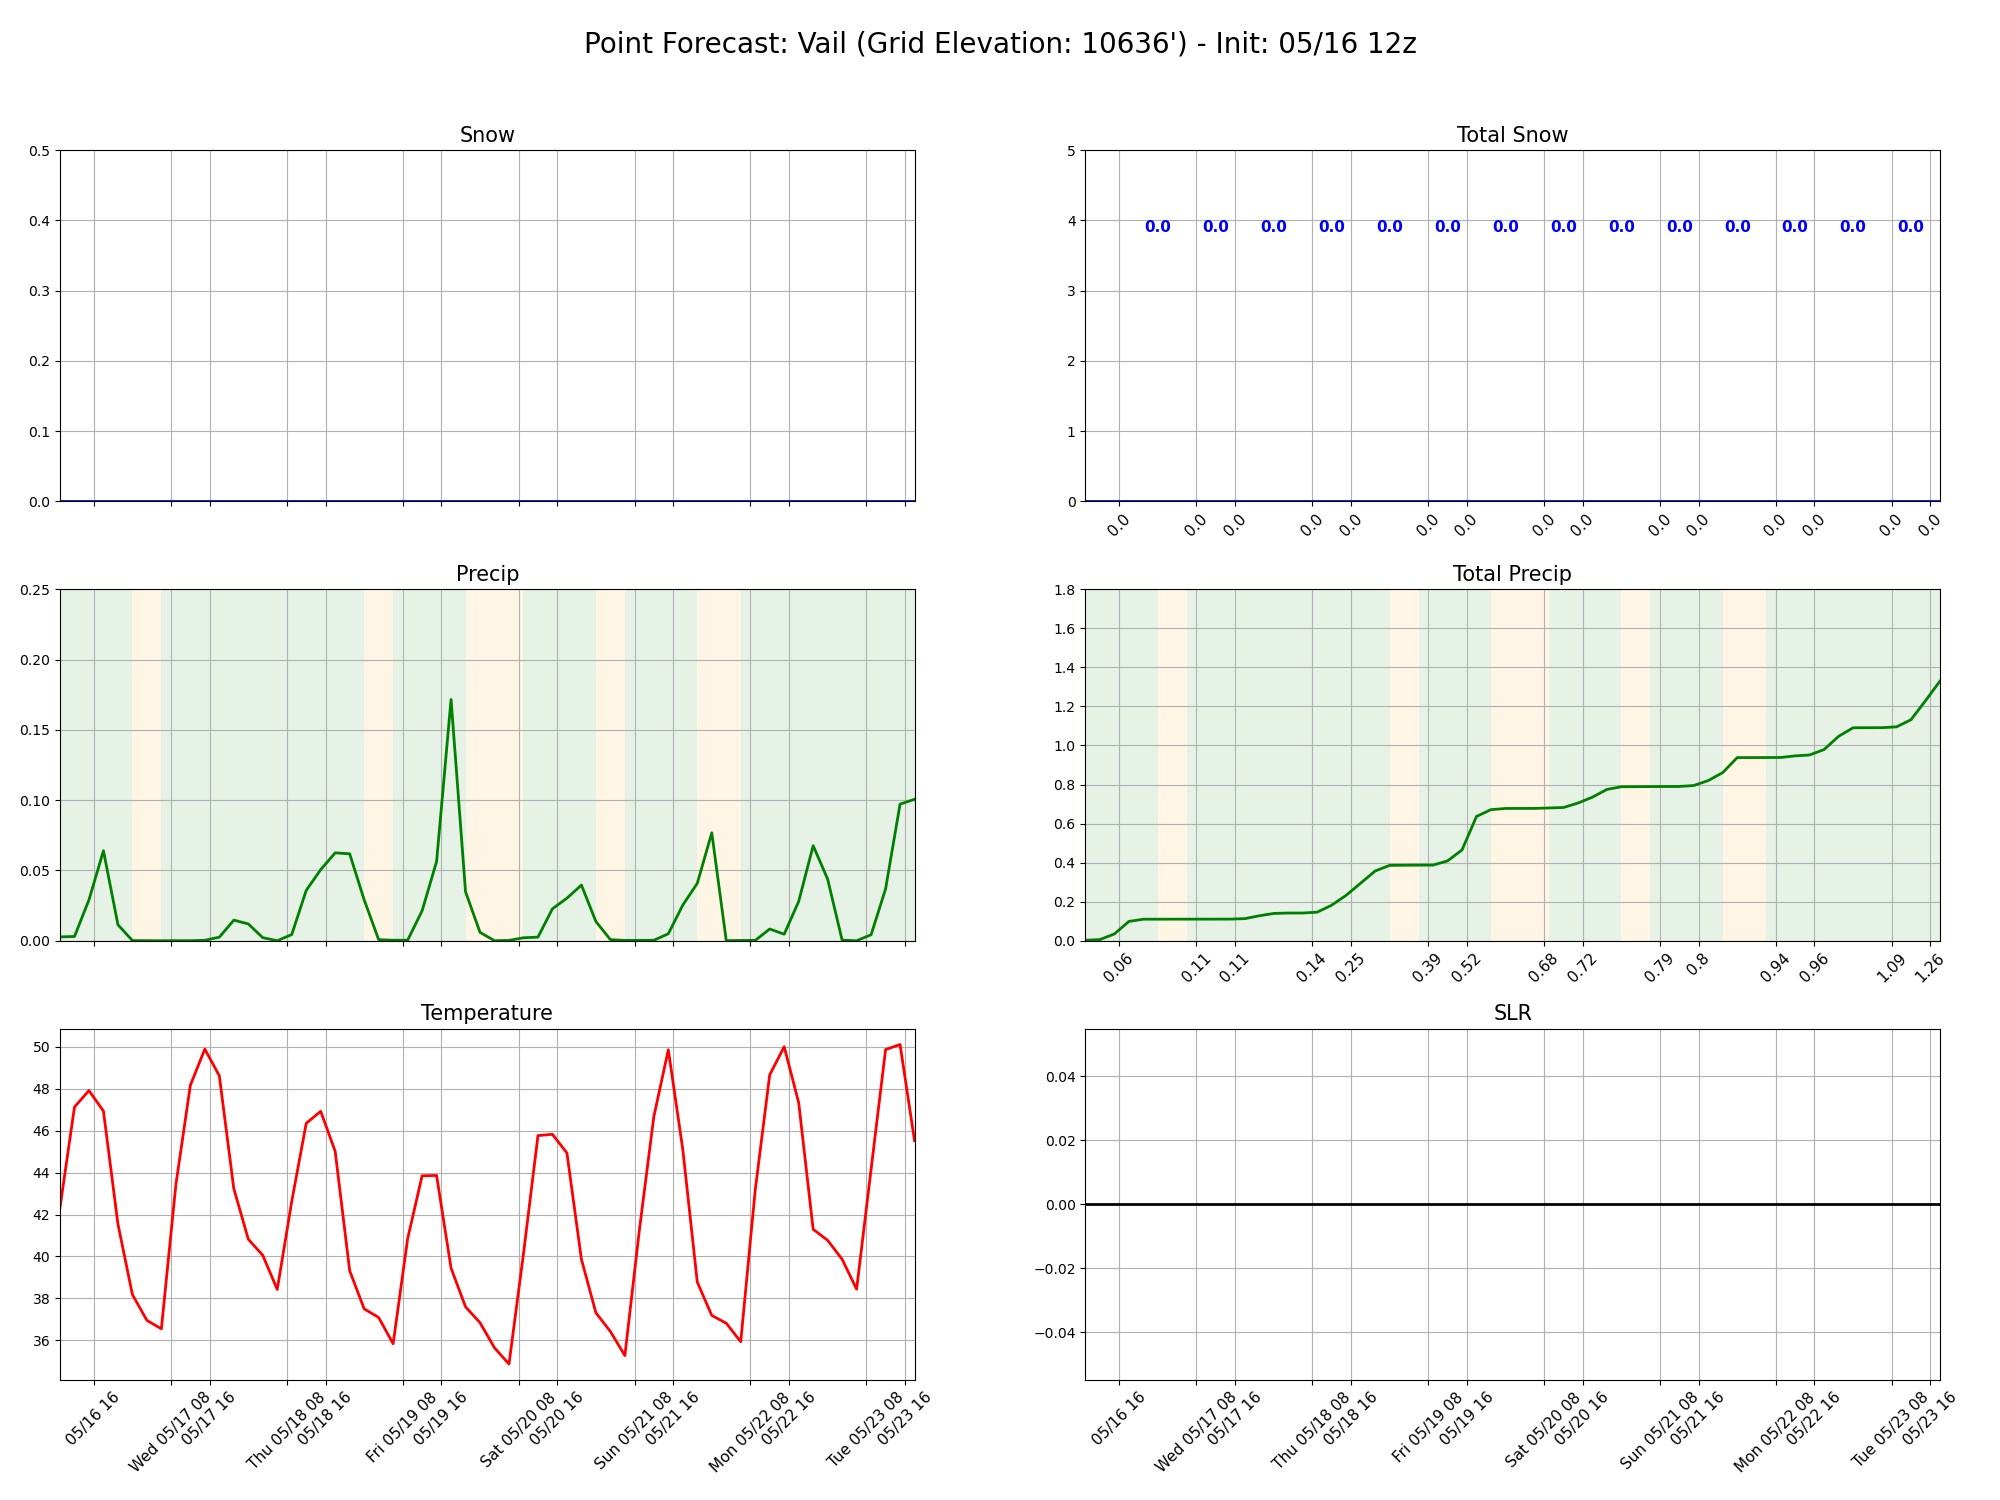 Point Forecast: Vail (Grid Elevation: 10636') - Init: 05/16 12z
Snow
0.5
0.4
0.3
0.2
0.1
0.0
Total Snow
5
4
3
2
1
0
0.0 0.0 0.0 0.0 0.0 0.0 0.0 0.0 0.0 0.0 0.0 0.0 0.0 0.0
0.0 0.0 0.0 0.0 0.0 0.0 0.0 0.0 0.0 0.0 0.0 0.0 0.0 0.0 0.0
Precip
0.25
0.20
0.15
0.10
0.05
0.00
Total Precip
1.8
1.6
1.4
1.2
1.0
0.8
0.6
0.4
0.2
0.0
0.06 0.11 0.11 0.14 0.25 0.39 0.52 0.68 0.72 0.79 0.8 0.94 0.96 1.09 1.26
Temperature
50
48
46
44
42
40
38
36
05/16 16
Wed 05/17 08
05/17 16
Thu 05/18 08
05/18 16
Fri 05/19 08
05/19 16
Sat 05/20 08
05/20 16
Sun 05/21 08
05/21 16
Mon 05/22 08
05/22 16
Tue 05/23 08
05/23 16
SLR
0.04
0.02
0.00
−0.02
−0.04
05/16 16
Wed 05/17 08
05/17 16
Thu 05/18 08
05/18 16
Fri 05/19 08
05/19 16
Sat 05/20 08
05/20 16
Sun 05/21 08
05/21 16
Mon 05/22 08
05/22 16
Tue 05/23 08
05/23 16